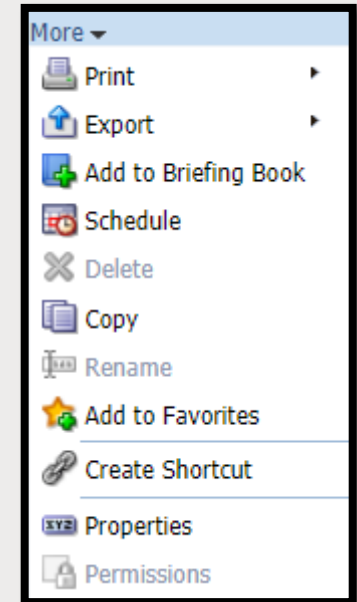 More
Print
Export
Add to Briefing Book
Schedule
Delete
Copy
Rename
Add to Favorites
Create Shortcut
XYZ Properties
Permissions